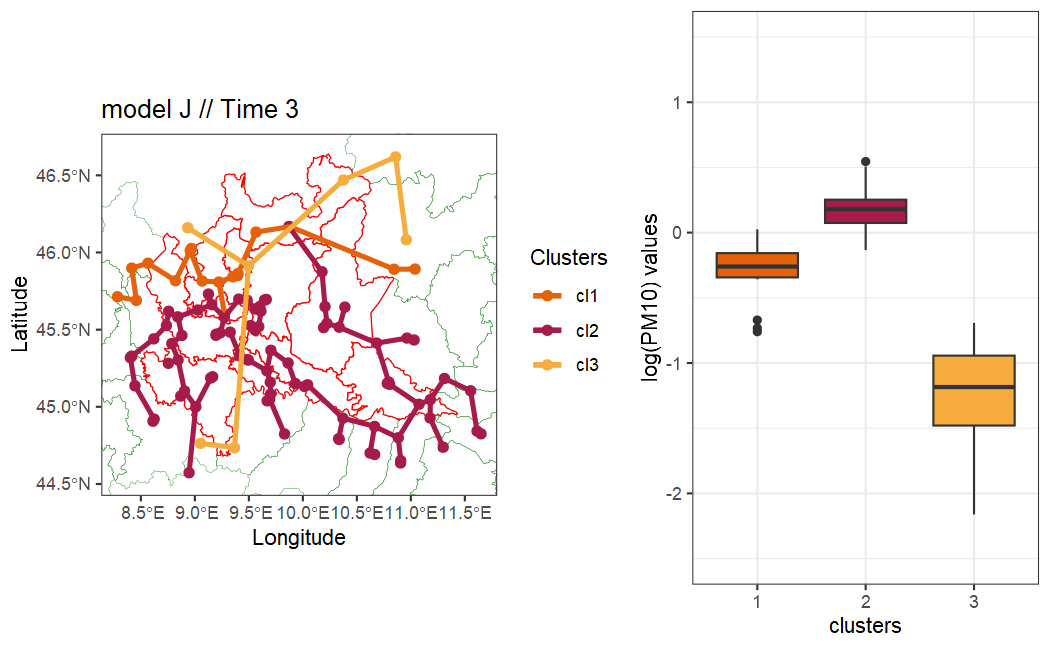 model J // Time 3
46.5°N
46.0°N
45.5°N
45.0°N
44.5°N
Latitude
8.5°E 9.0°E 9.5°E 10.0°E 10.5°E 11.0°E 11.5°E
Longitude
Clusters
cl1
cl2
cl3
1
0
-1
-2
log(PM10) values
1 2 3
clusters